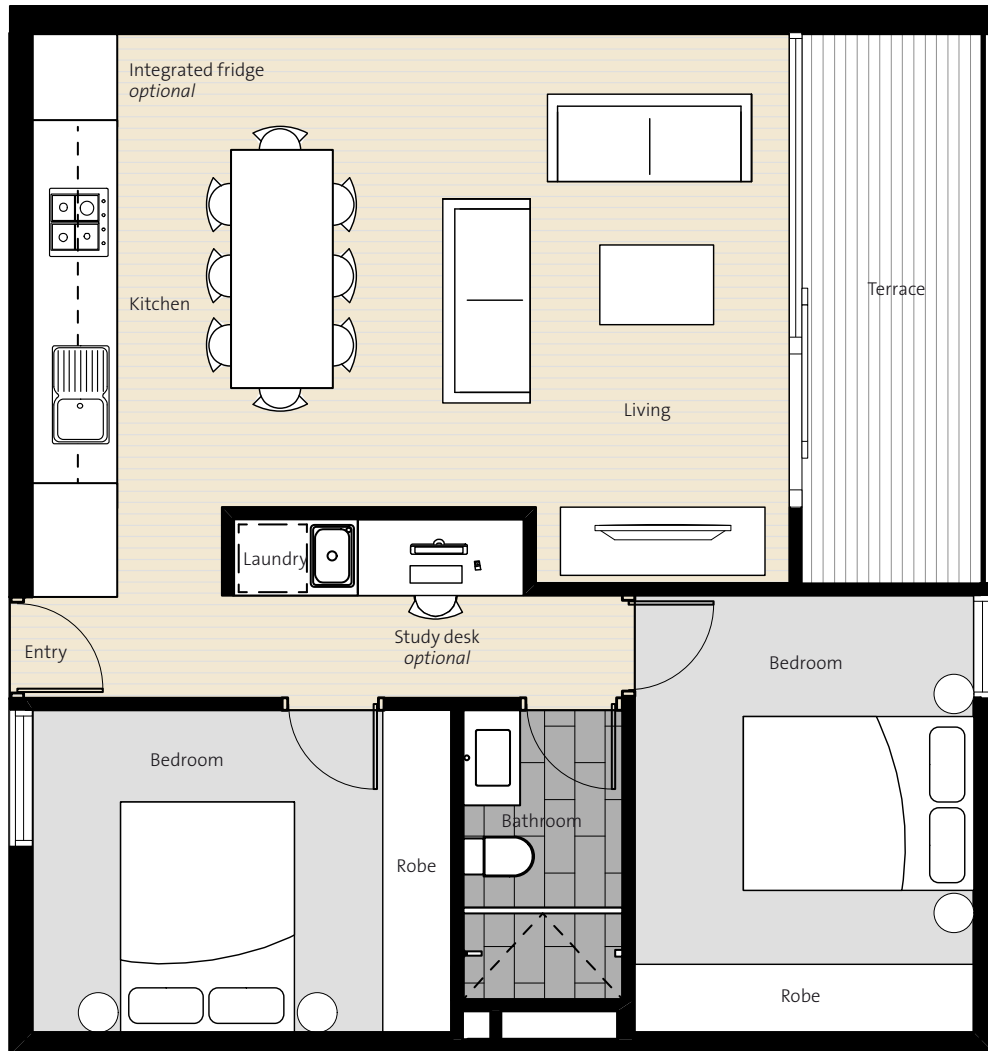 Integrated fridge
optional
Kitchen
Terrace
Living
Laundry
Study desk
optional
Entry
Bedroom
Bedroom
Bathroom
Robe
Robe